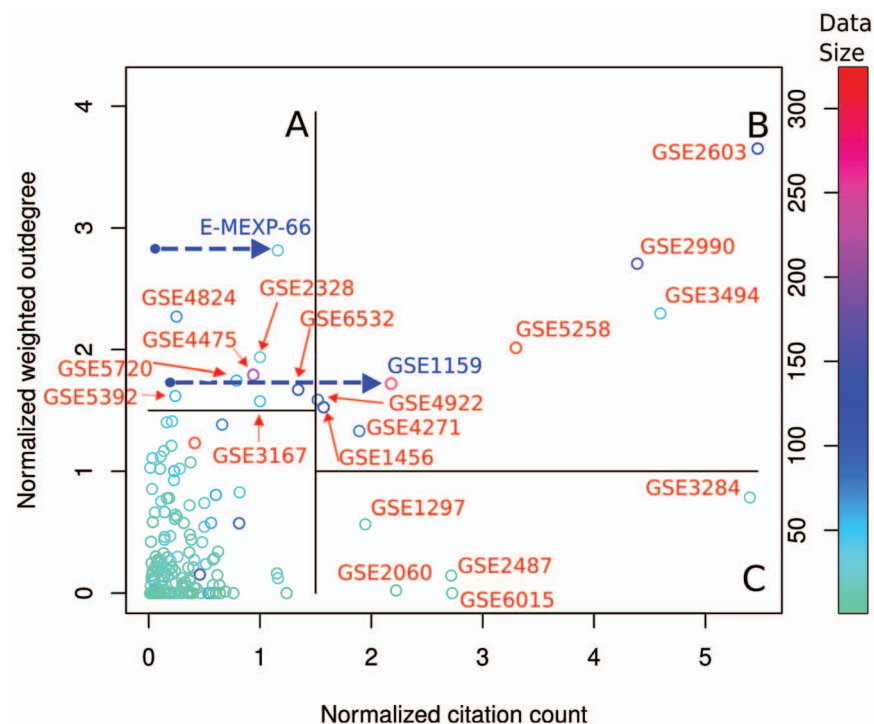 Data
Size
A
B
C
GSE2603
E-MEXP-66
GSE2990
GSE4824
GSE2328
GSE3494
GSE4475
GSE6532
GSE5258
GSE5720
GSE1159
GSE5392
GSE4922
GSE4271
GSE3167
GSE1456
GSE3284
GSE1297
GSE2060
GSE2487
GSE6015
4
3
2
1
0
Normalized weighted outdegree
0 1 2 3 4 5
Normalized citation count
300
250
200
150
100
50